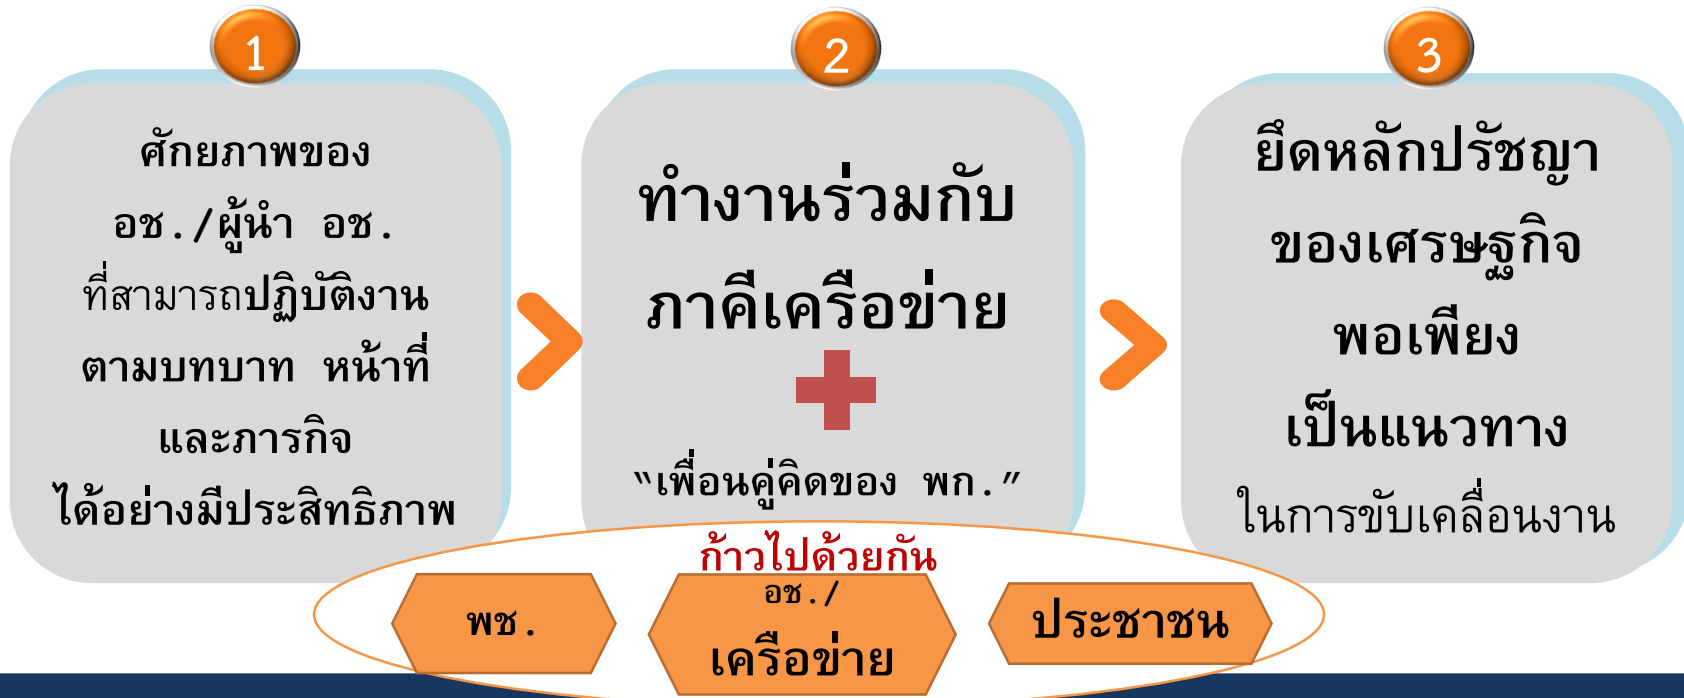 1
ศักยภาพของ
อช./ผู้นำ อช.
ที่สามารถปฏิบัติงาน
ตามบทบาท หน้าที่
และภารกิจ
ได้อย่างมีประสิทธิภาพ
2
ทำงานร่วมกับ
ภาคีเครือข่าย
“เพื่อนคู่คิดของ พก.”
3
ยึดหลักปรัชญา
ของเศรษฐกิจ
พอเพียง
เป็นแนวทาง
ในการขับเคลื่อนงาน
ก้าวไปด้วยกัน
พช.
อช./
เครือข่าย
ประชาชน